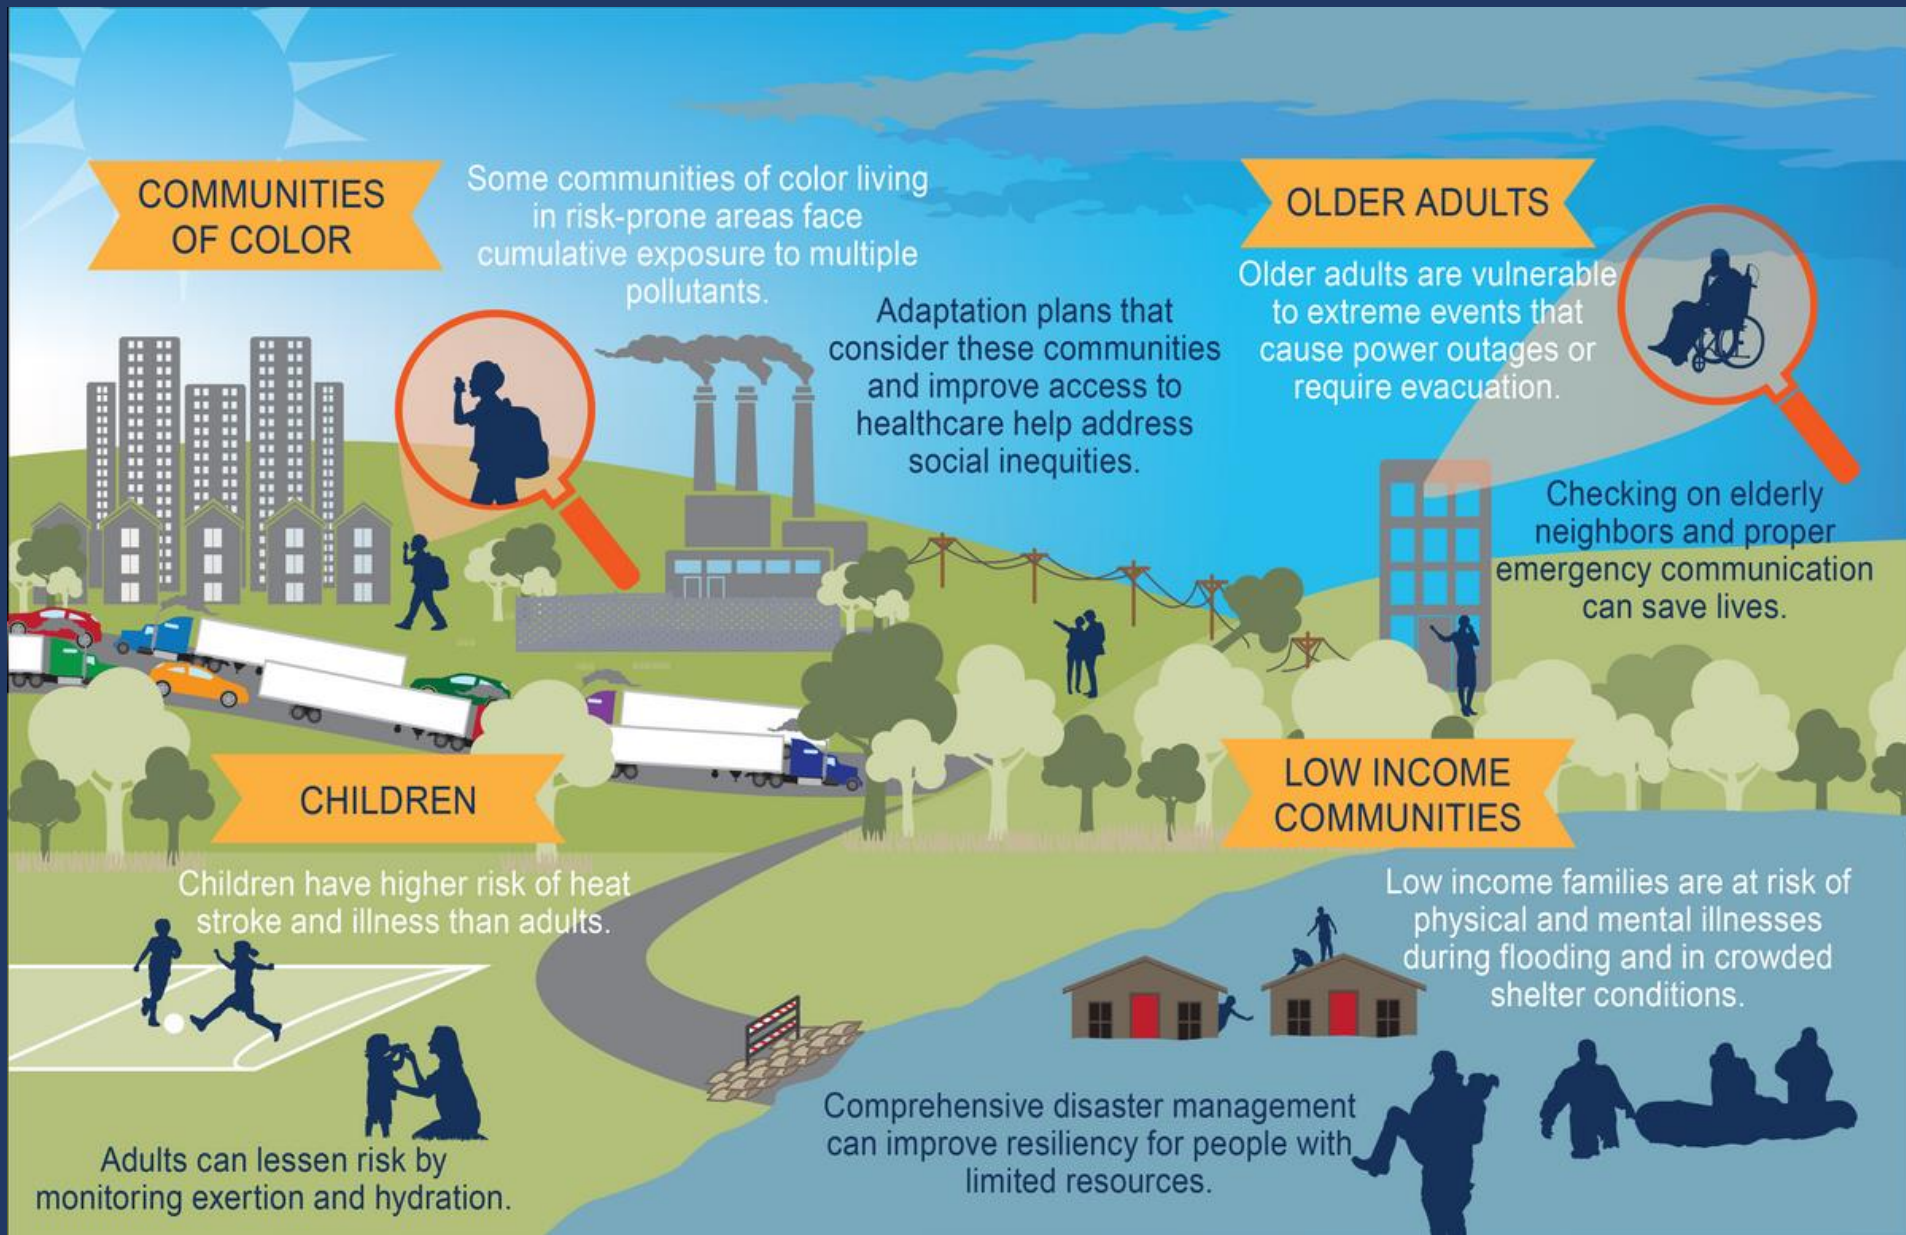 COMMUNITIES
OF COLOR
Some communities of color living
in risk-prone areas face
cumulative exposure to multiple
pollutants.
Adaptation plans that
consider these communities
and improve access to
healthcare help address
social inequities.
OLDER ADULTS
Older adults are vulnerable
to extreme events that
cause power outages or
require evacuation.
Checking on elderly
neighbors and proper
emergency communication
can save lives.
CHILDREN
Children have higher risk of heat
stroke and illness than adults.
Adults can lessen risk by
monitoring exertion and hydration.
LOW INCOME
COMMUNITIES
Low income families are at risk of
physical and mental illnesses
during flooding and in crowded
shelter conditions.
Comprehensive disaster management
can improve resiliency for people with
limited resources.